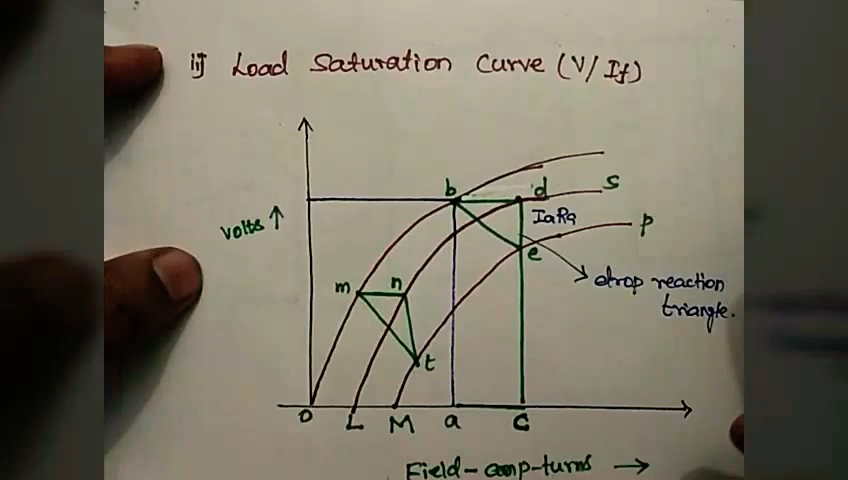 ii) Load Saturation Curve (V/If)
b d S
Volts ↑ IaRa P
e
m n drop reaction
triangle.
t
O L M a C
Field-amp-turns →